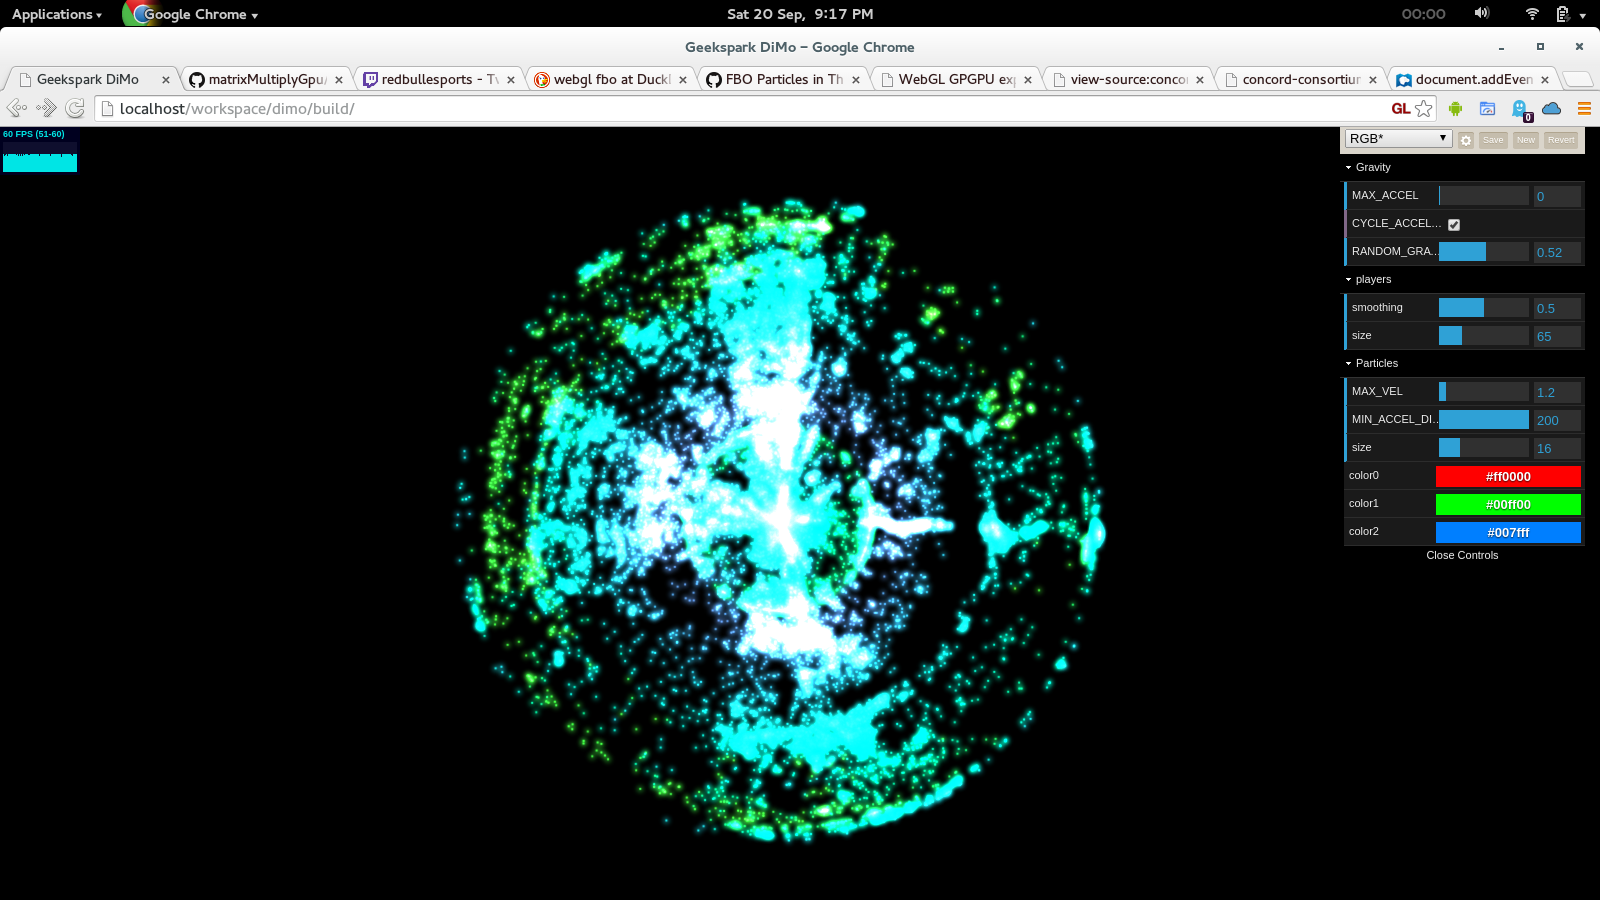 Applications Google Chrome Sat 20 Sep, 9:17 PM 00:00
Geekspark DiMo - Google Chrome
Geekspark DiMo matrixMultiplyGpu redbullesports - Tv webgl fbo at Duckl FBO Particles in Th WebGL GPGPU exp view-source:conco concord-consortiun document.addEven
localhost/workspace/dimo/build/ GL 0
60 FPS (51-60)
RGB* Save New Revert
Gravity
MAX_ACCEL 0
CYCLE_ACCEL...
RANDOM_GRA... 0.52
players
smoothing 0.5
size 65
Particles
MAX_VEL 1.2
MIN_ACCEL_DI... 200
size 16
color0 #ff0000
color1 #00ff00
color2 #007fff
Close Controls